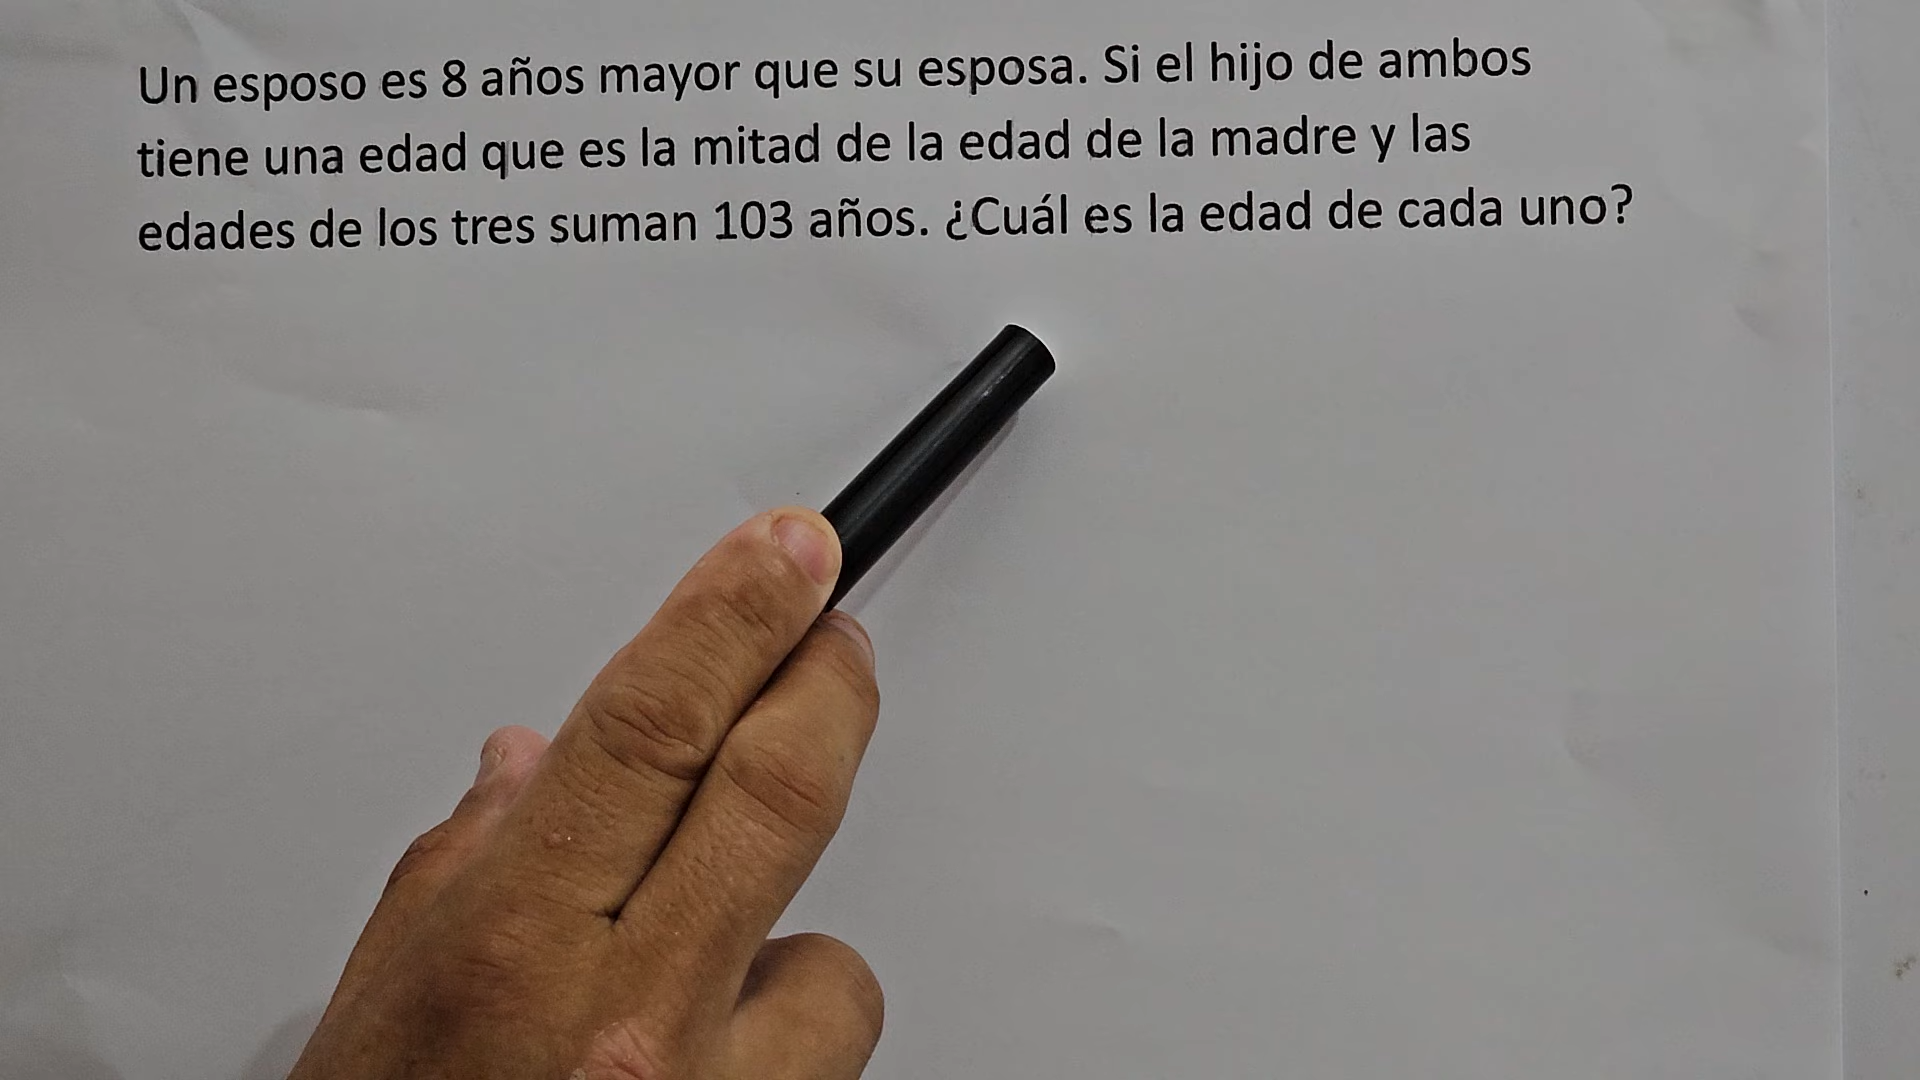 Un esposo es 8 años mayor que su esposa. Si el hijo de ambos
tiene una edad que es la mitad de la edad de la madre y las
edades de los tres suman 103 años. ¿Cuál es la edad de cada uno?